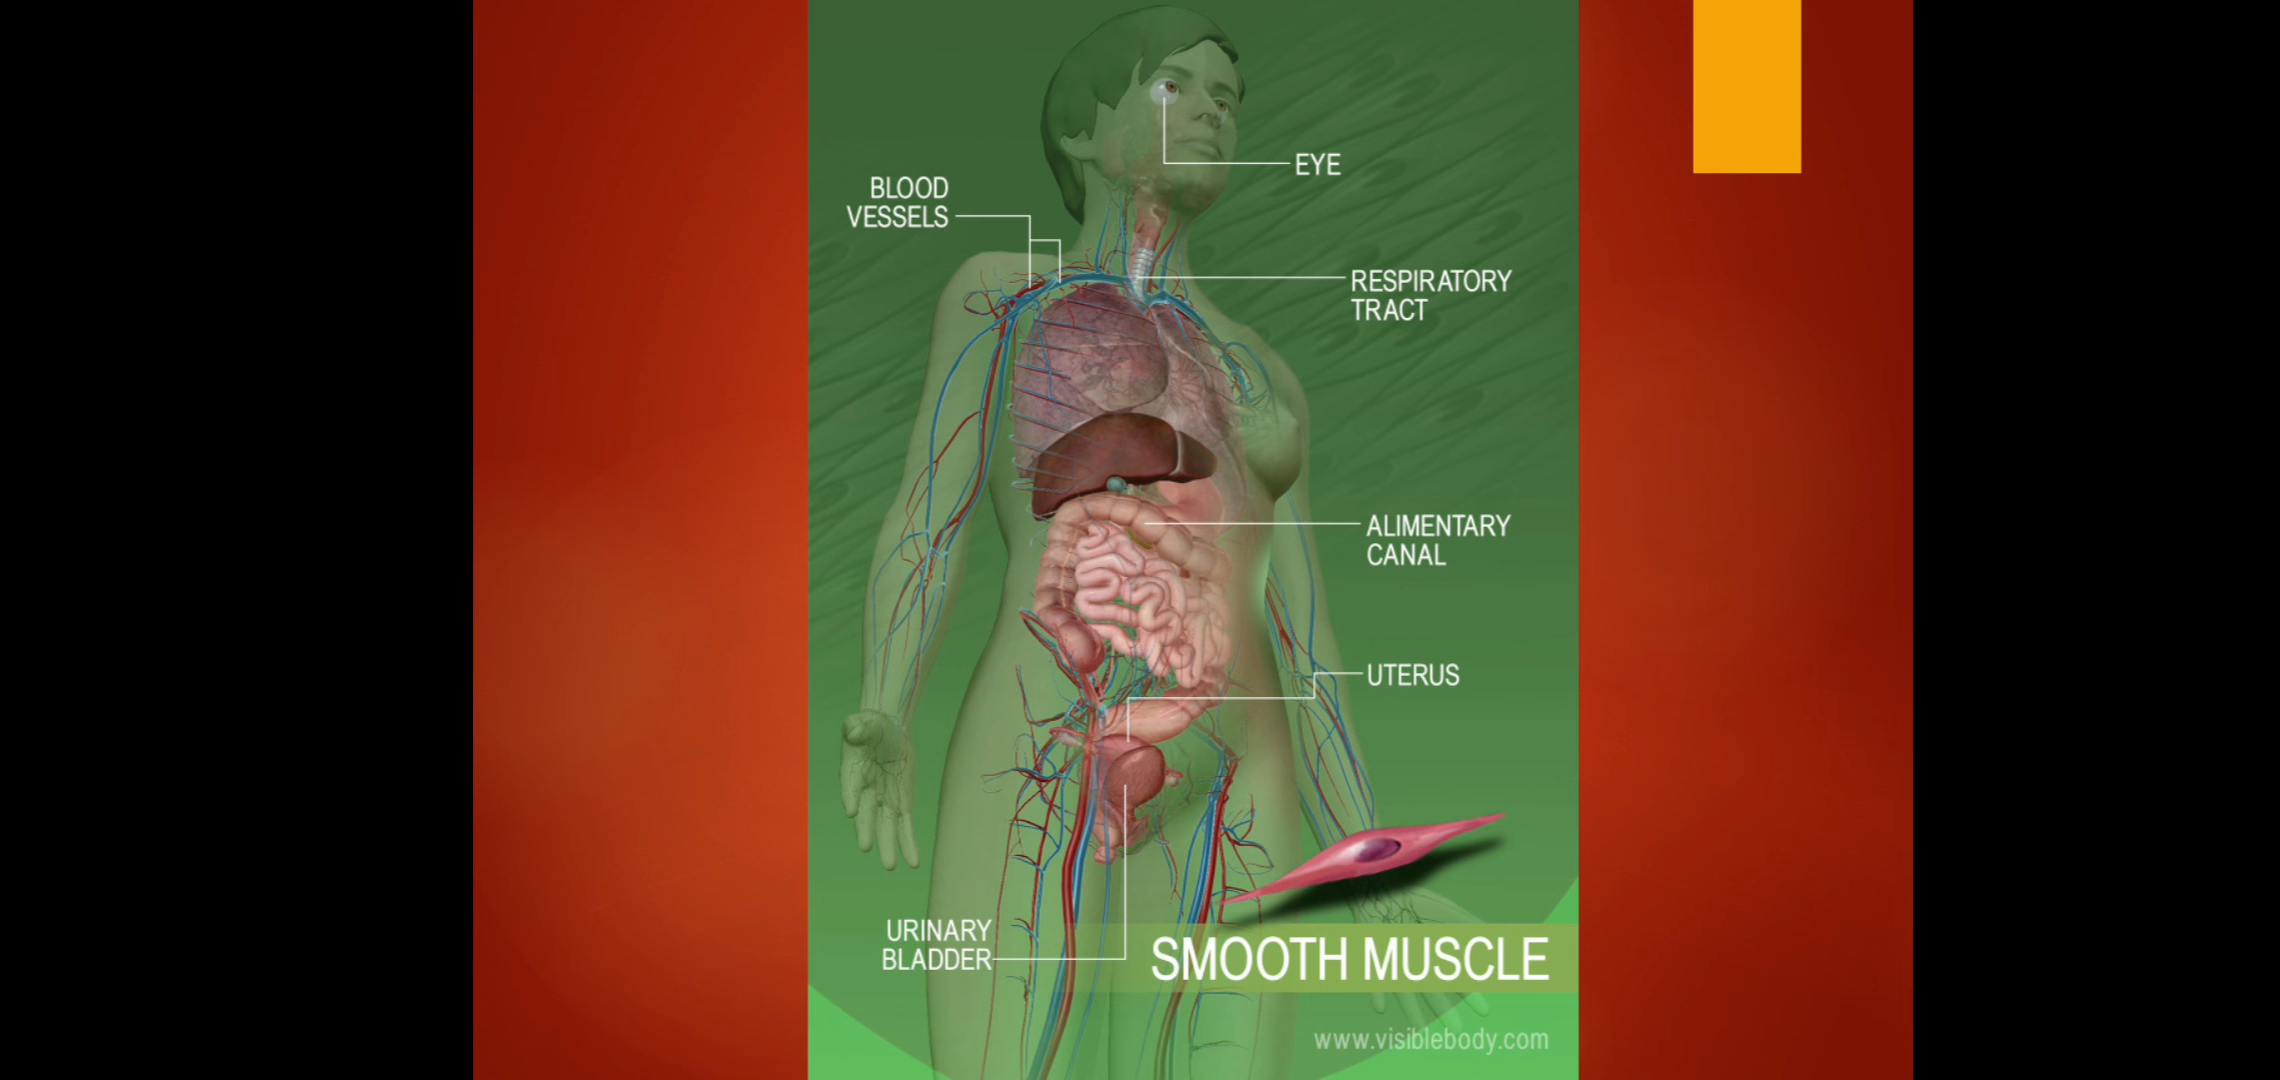 EYE
BLOOD
VESSELS
RESPIRATORY
TRACT
ALIMENTARY
CANAL
UTERUS
URINARY
BLADDER
SMOOTH MUSCLE
www.visiblebody.com